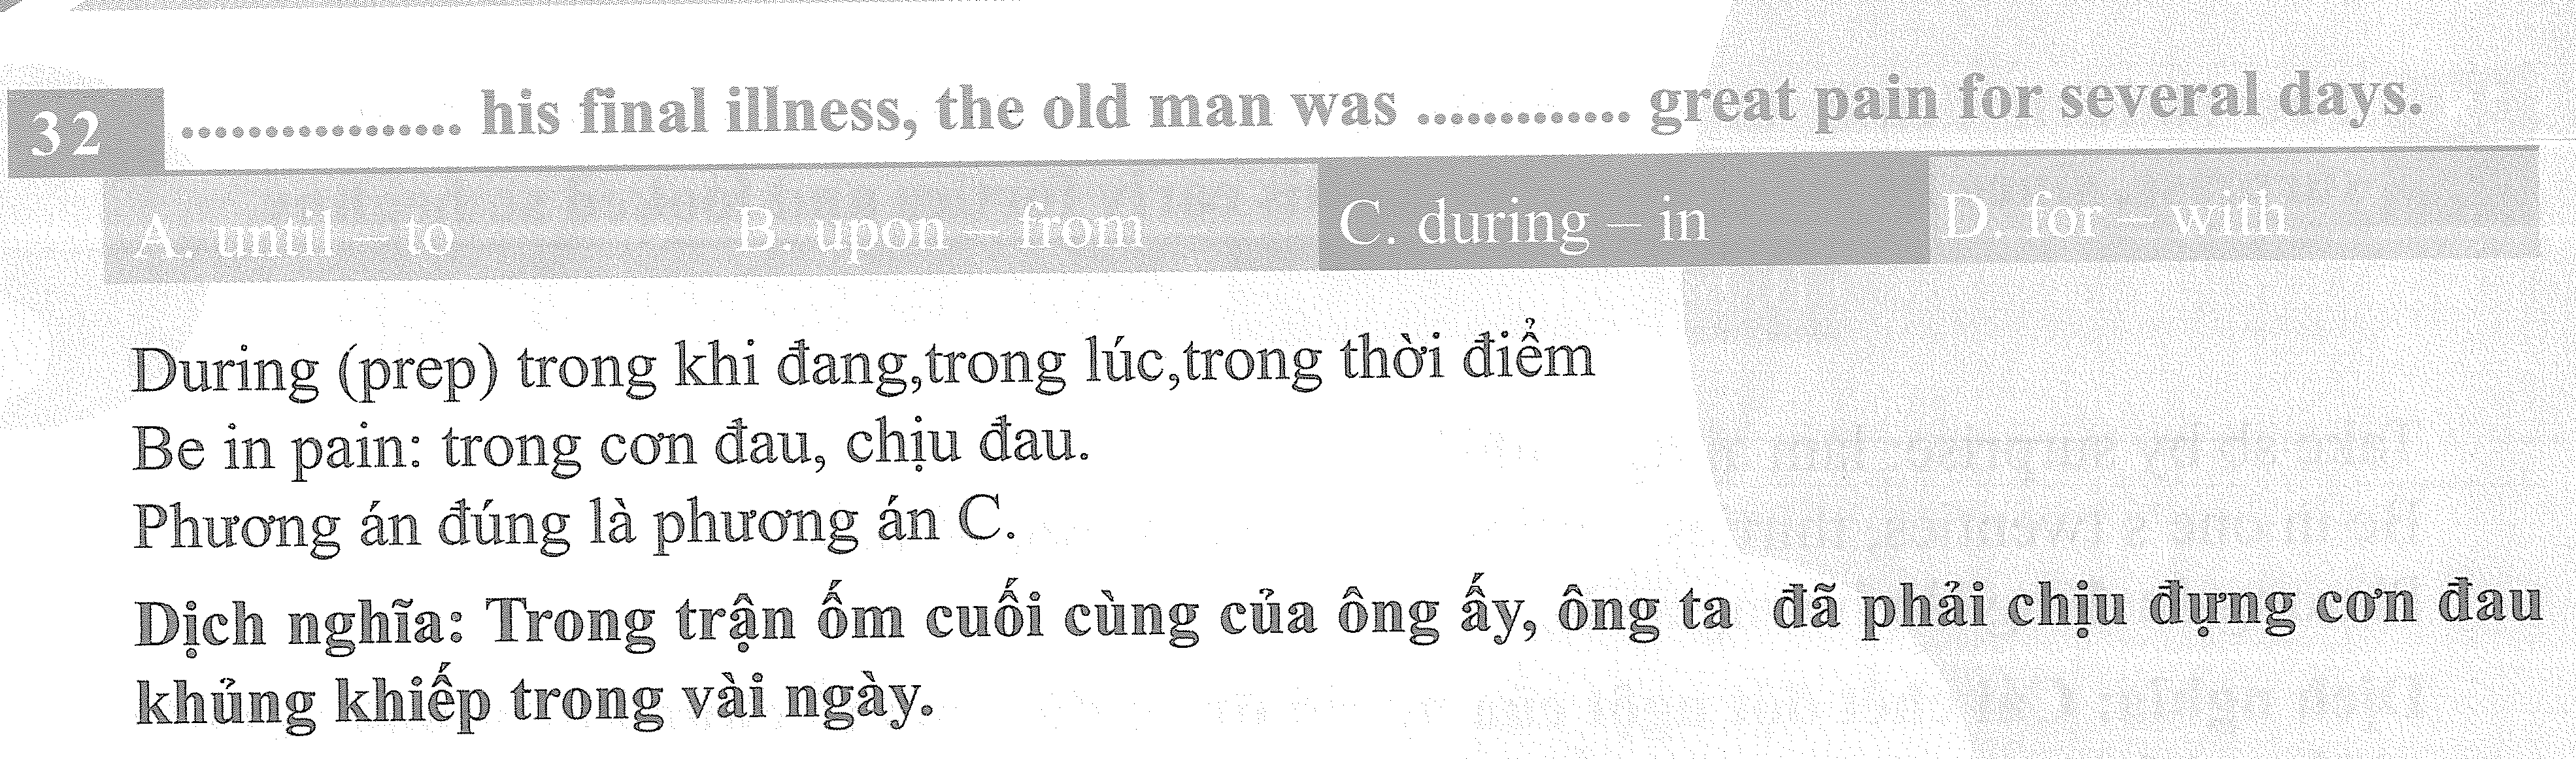 32 ................ his final illness, the old man was ............. great pain for several days.
A. until – to B. upon – from C. during – in D. for – with
During (prep) trong khi đang,trong lúc,trong thời điểm
Be in pain: trong cơn đau, chịu đau.
Phương án đúng là phương án C.
Dịch nghĩa: Trong trận ốm cuối cùng của ông ấy, ông ta đã phải chịu đựng cơn đau
khủng khiếp trong vài ngày.